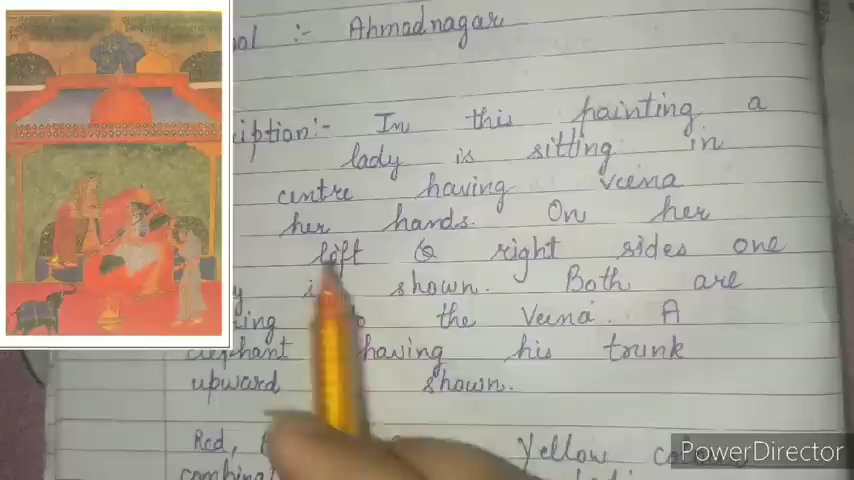 :- Ahmadnagar
:- In this painting a
lady is sitting in
centre having veena
her hands. On her
left & right sides one
shown. Both are
the Veena. A
elephant having his trunk
upward shown.
Red, Yellow
PowerDirector